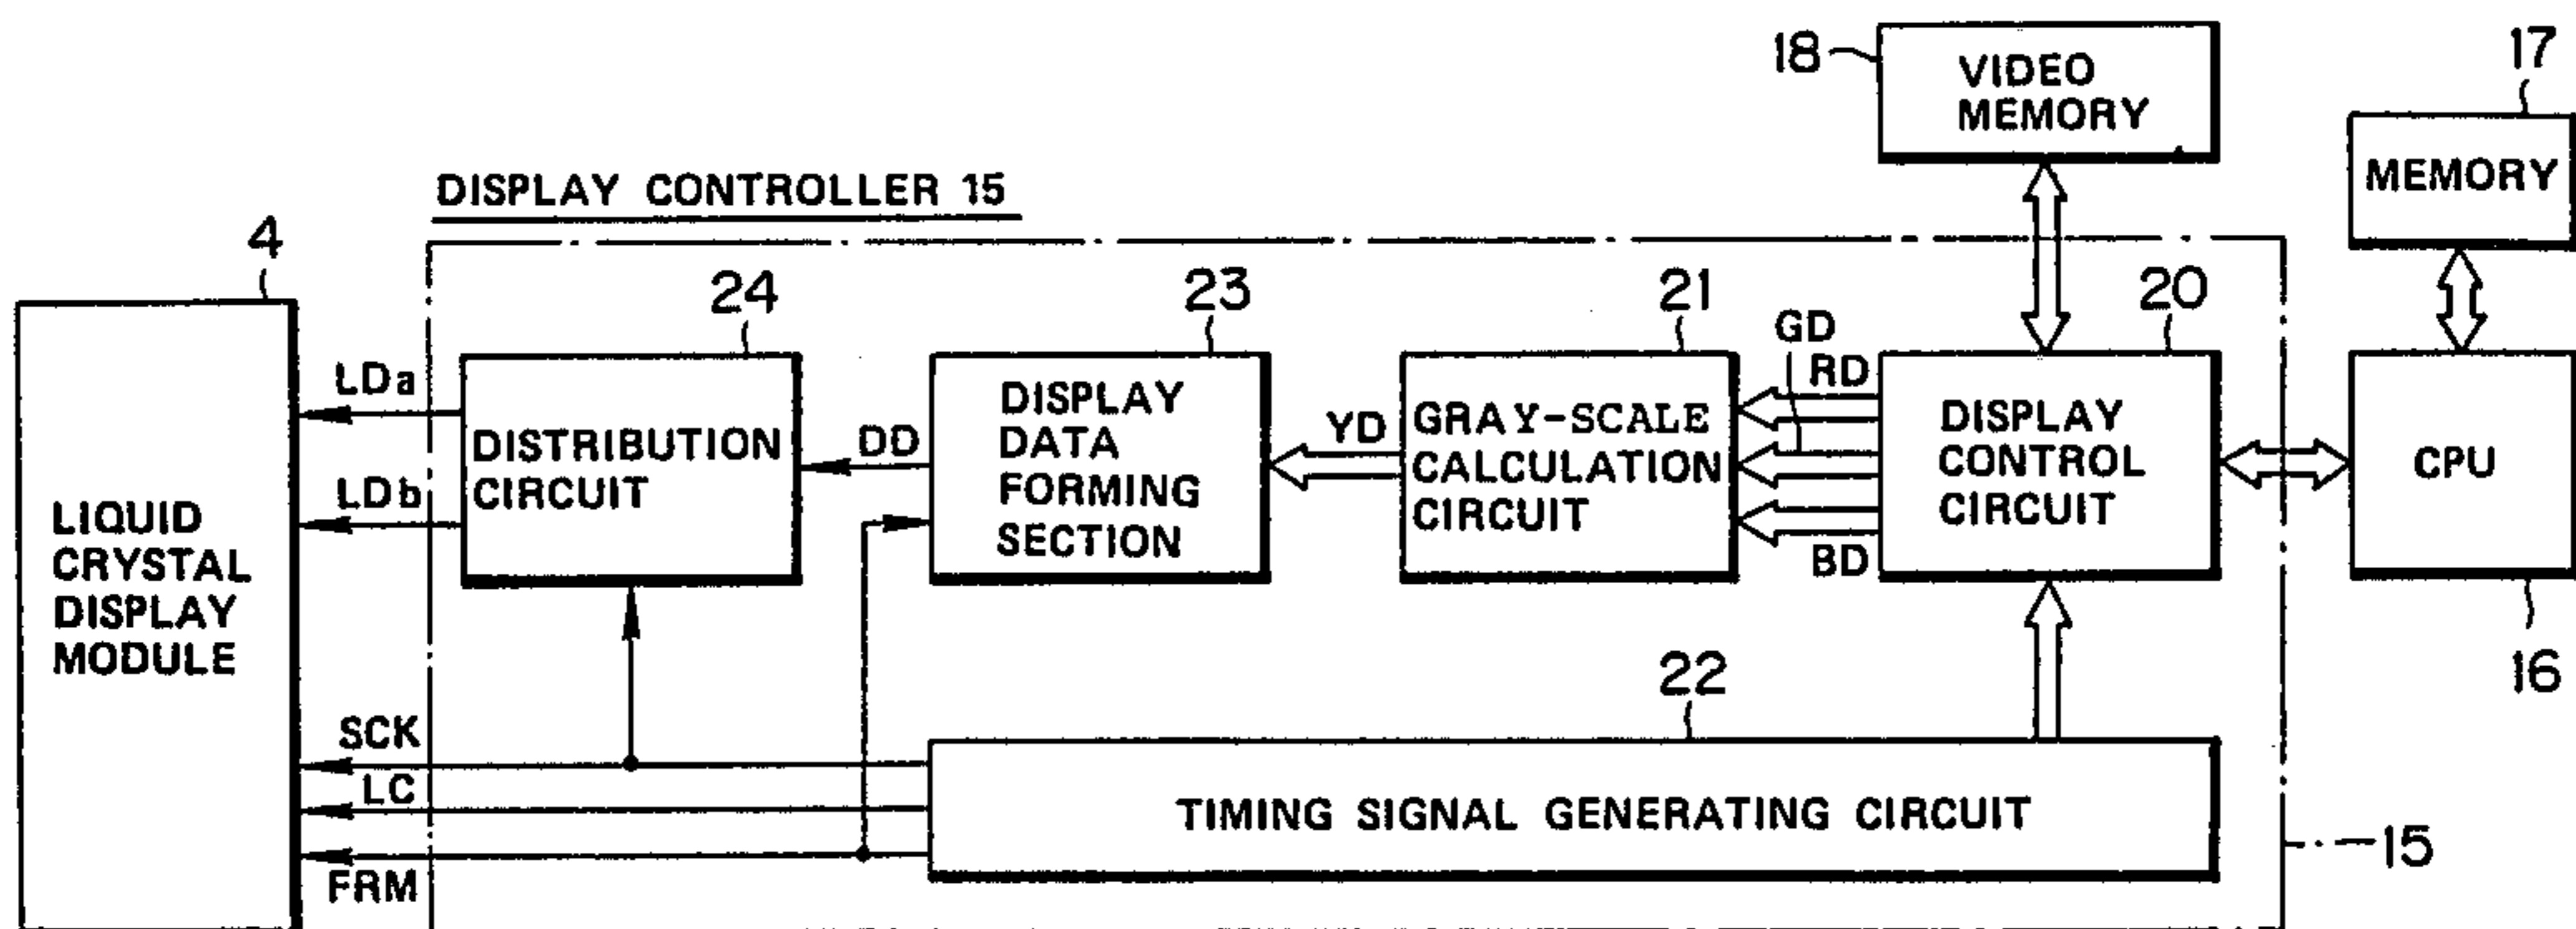 18
VIDEO
MEMORY
17
MEMORY
DISPLAY CONTROLLER 15
4
24
23
21
20
GD
RD
BD
LDa
LDb
DISTRIBUTION
CIRCUIT
DD
DISPLAY
DATA
FORMING
SECTION
YD
GRAY-SCALE
CALCULATION
CIRCUIT
DISPLAY
CONTROL
CIRCUIT
CPU
16
LIQUID
CRYSTAL
DISPLAY
MODULE
22
SCK
LC
FRM
TIMING SIGNAL GENERATING CIRCUIT
15